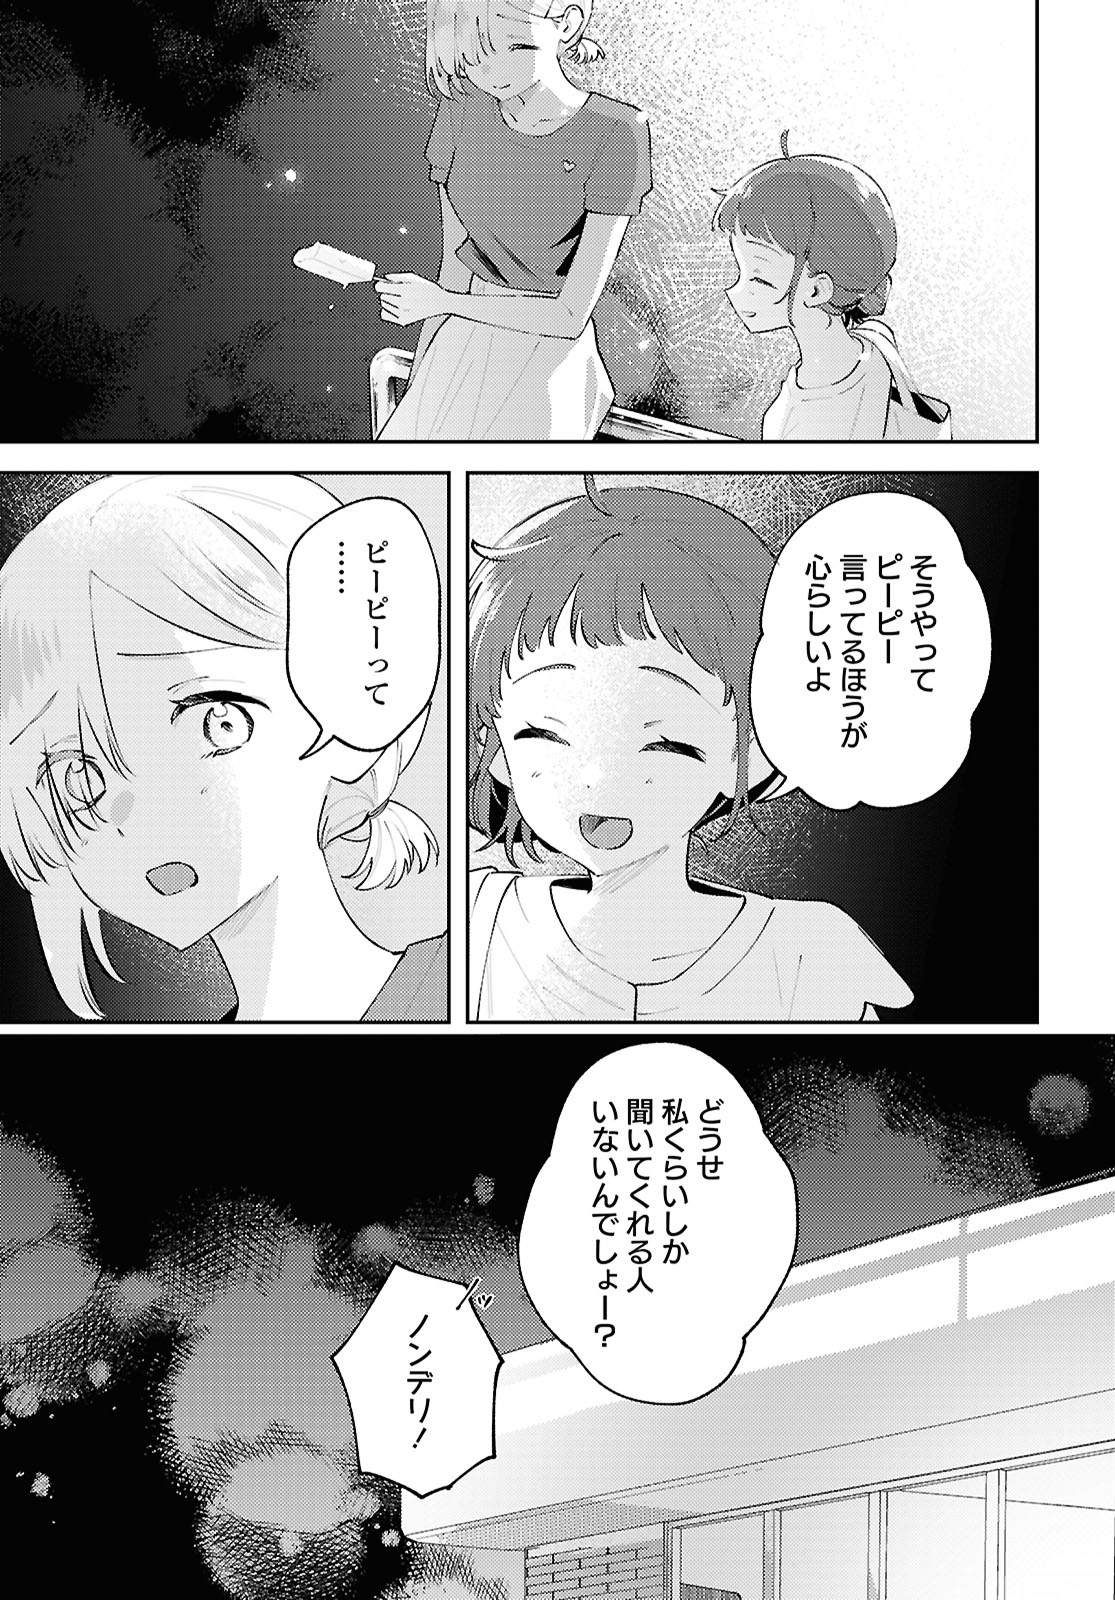 そうやって
ピーピー
言ってるほうが
心らしいよ
ピーピーって
……
どうせ
私くらいしか
聞いてくれる人
いないんでしょー？
ッ
ノンデリ！